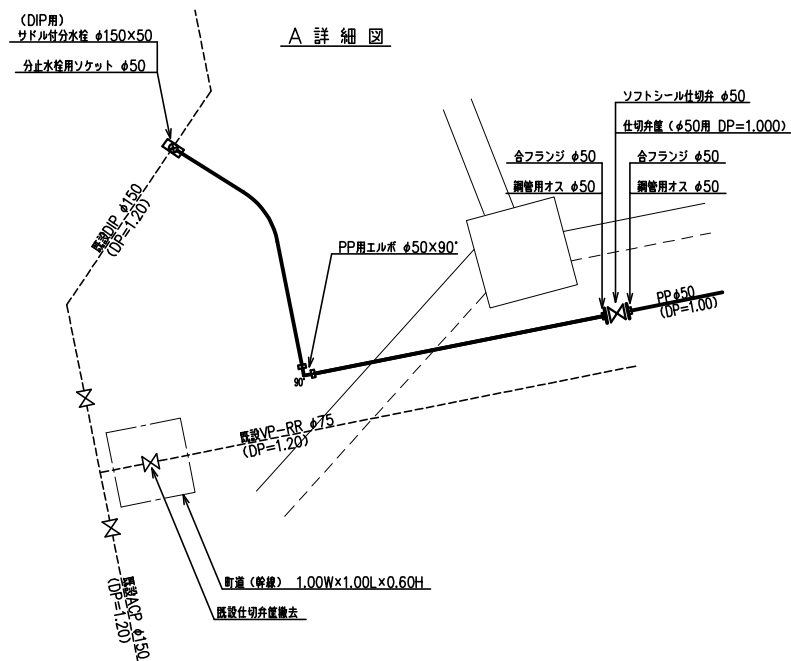 (DIP用)
サドル付分水栓 φ150×50
分止水栓用ソケット φ50
A 詳細図
ソフトシール仕切弁 φ50
仕切弁筐 (φ50用 DP=1.000)
合フランジ φ50
合フランジ φ50
鋼管用オス φ50
鋼管用オス φ50
既設DIP φ150
(DP=1.20)
PP用エルボ φ50×90°
PPφ50
(DP=1.00)
90°
既設VP-RR φ75
(DP=1.20)
町道 (幹線) 1.00W×1.00L×0.60H
既設仕切弁筐撤去
既設ACP φ150
(DP=1.20)